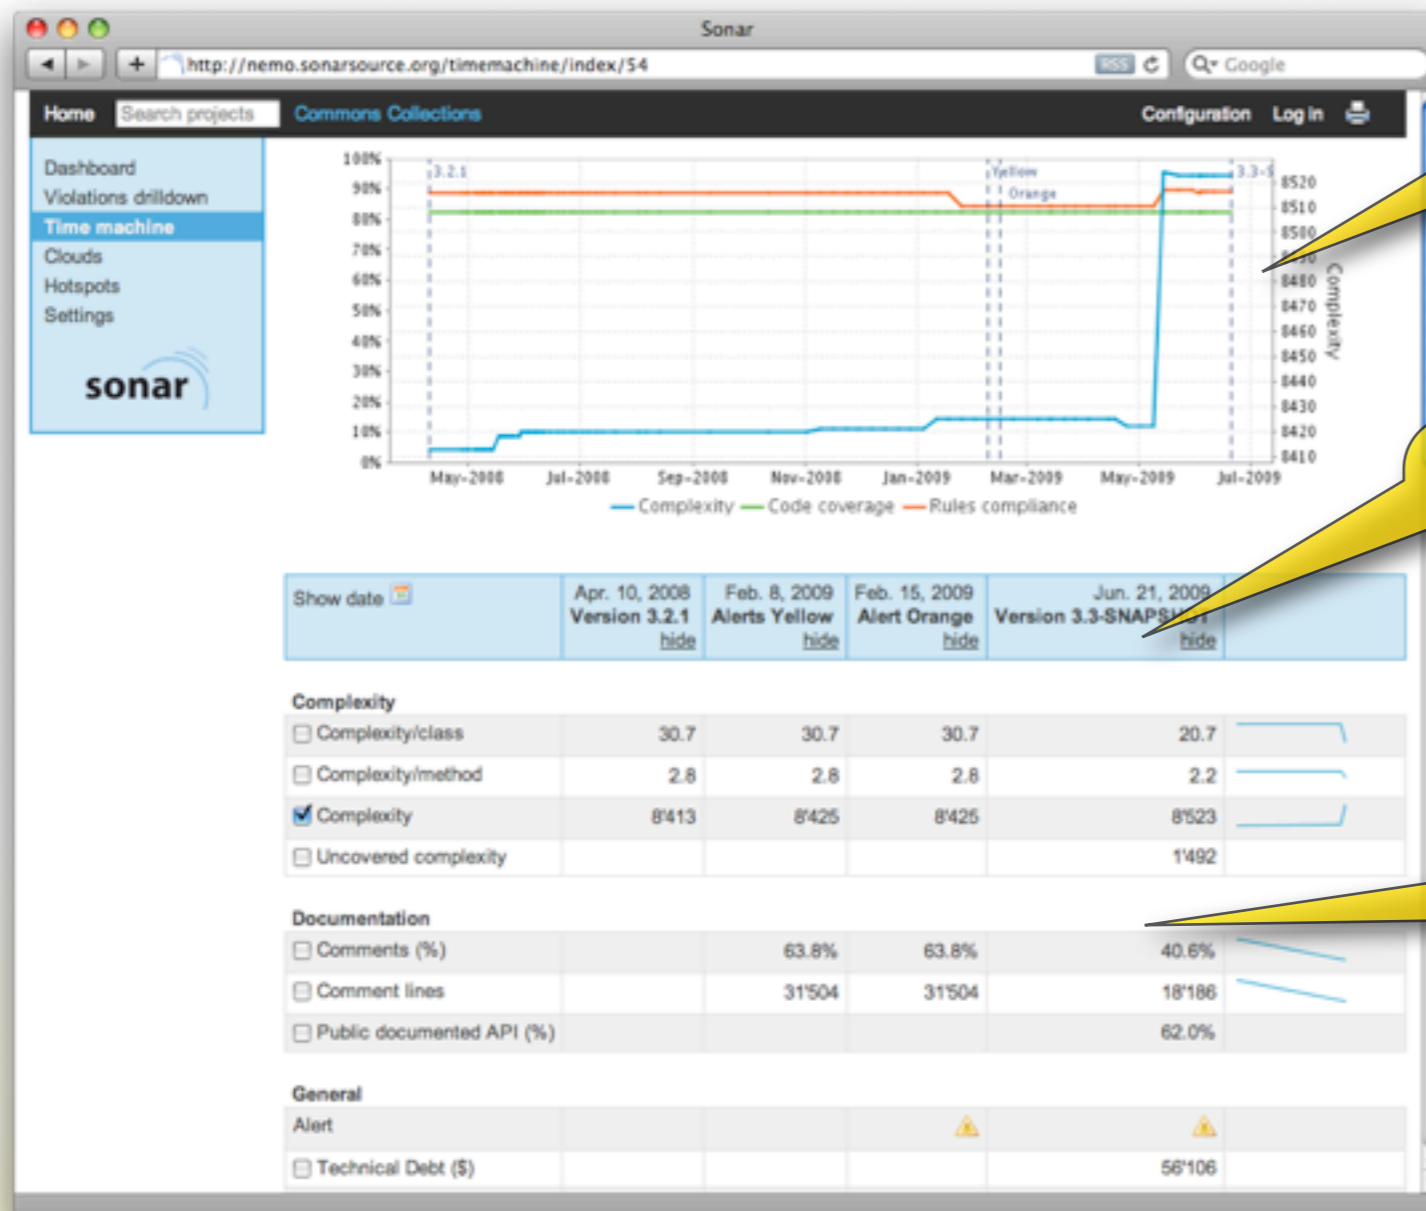 Sonar
http://nemo.sonarsource.org/timemachine/index/54
RSS
Google
Home
Search projects
Commons Collections
Configuration
Log in
Dashboard
Violations drilldown
Time machine
Clouds
Hotspots
Settings
sonar
100%
90%
80%
70%
60%
50%
40%
30%
20%
10%
0%
3.2.1
Yellow
Orange
3.3-S
8520
8510
8500
8480
8470
8460
8450
8440
8430
8420
8410
Complexity
May-2008 Jul-2008 Sep-2008 Nov-2008 Jan-2009 Mar-2009 May-2009 Jul-2009
Complexity Code coverage Rules compliance
Show date
Apr. 10, 2008 Feb. 8, 2009 Feb. 15, 2009 Jun. 21, 2009
Version 3.2.1 Alerts Yellow Alert Orange Version 3.3-SNAPSHOT
hide hide hide hide
Complexity
Complexity/class 30.7 30.7 30.7 20.7
Complexity/method 2.8 2.8 2.8 2.2
Complexity 8'413 8'425 8'425 8'523
Uncovered complexity 1'492
Documentation
Comments (%) 63.8% 63.8% 40.6%
Comment lines 31'504 31'504 18'186
Public documented API (%) 62.0%
General
Alert
Technical Debt ($) 56'106